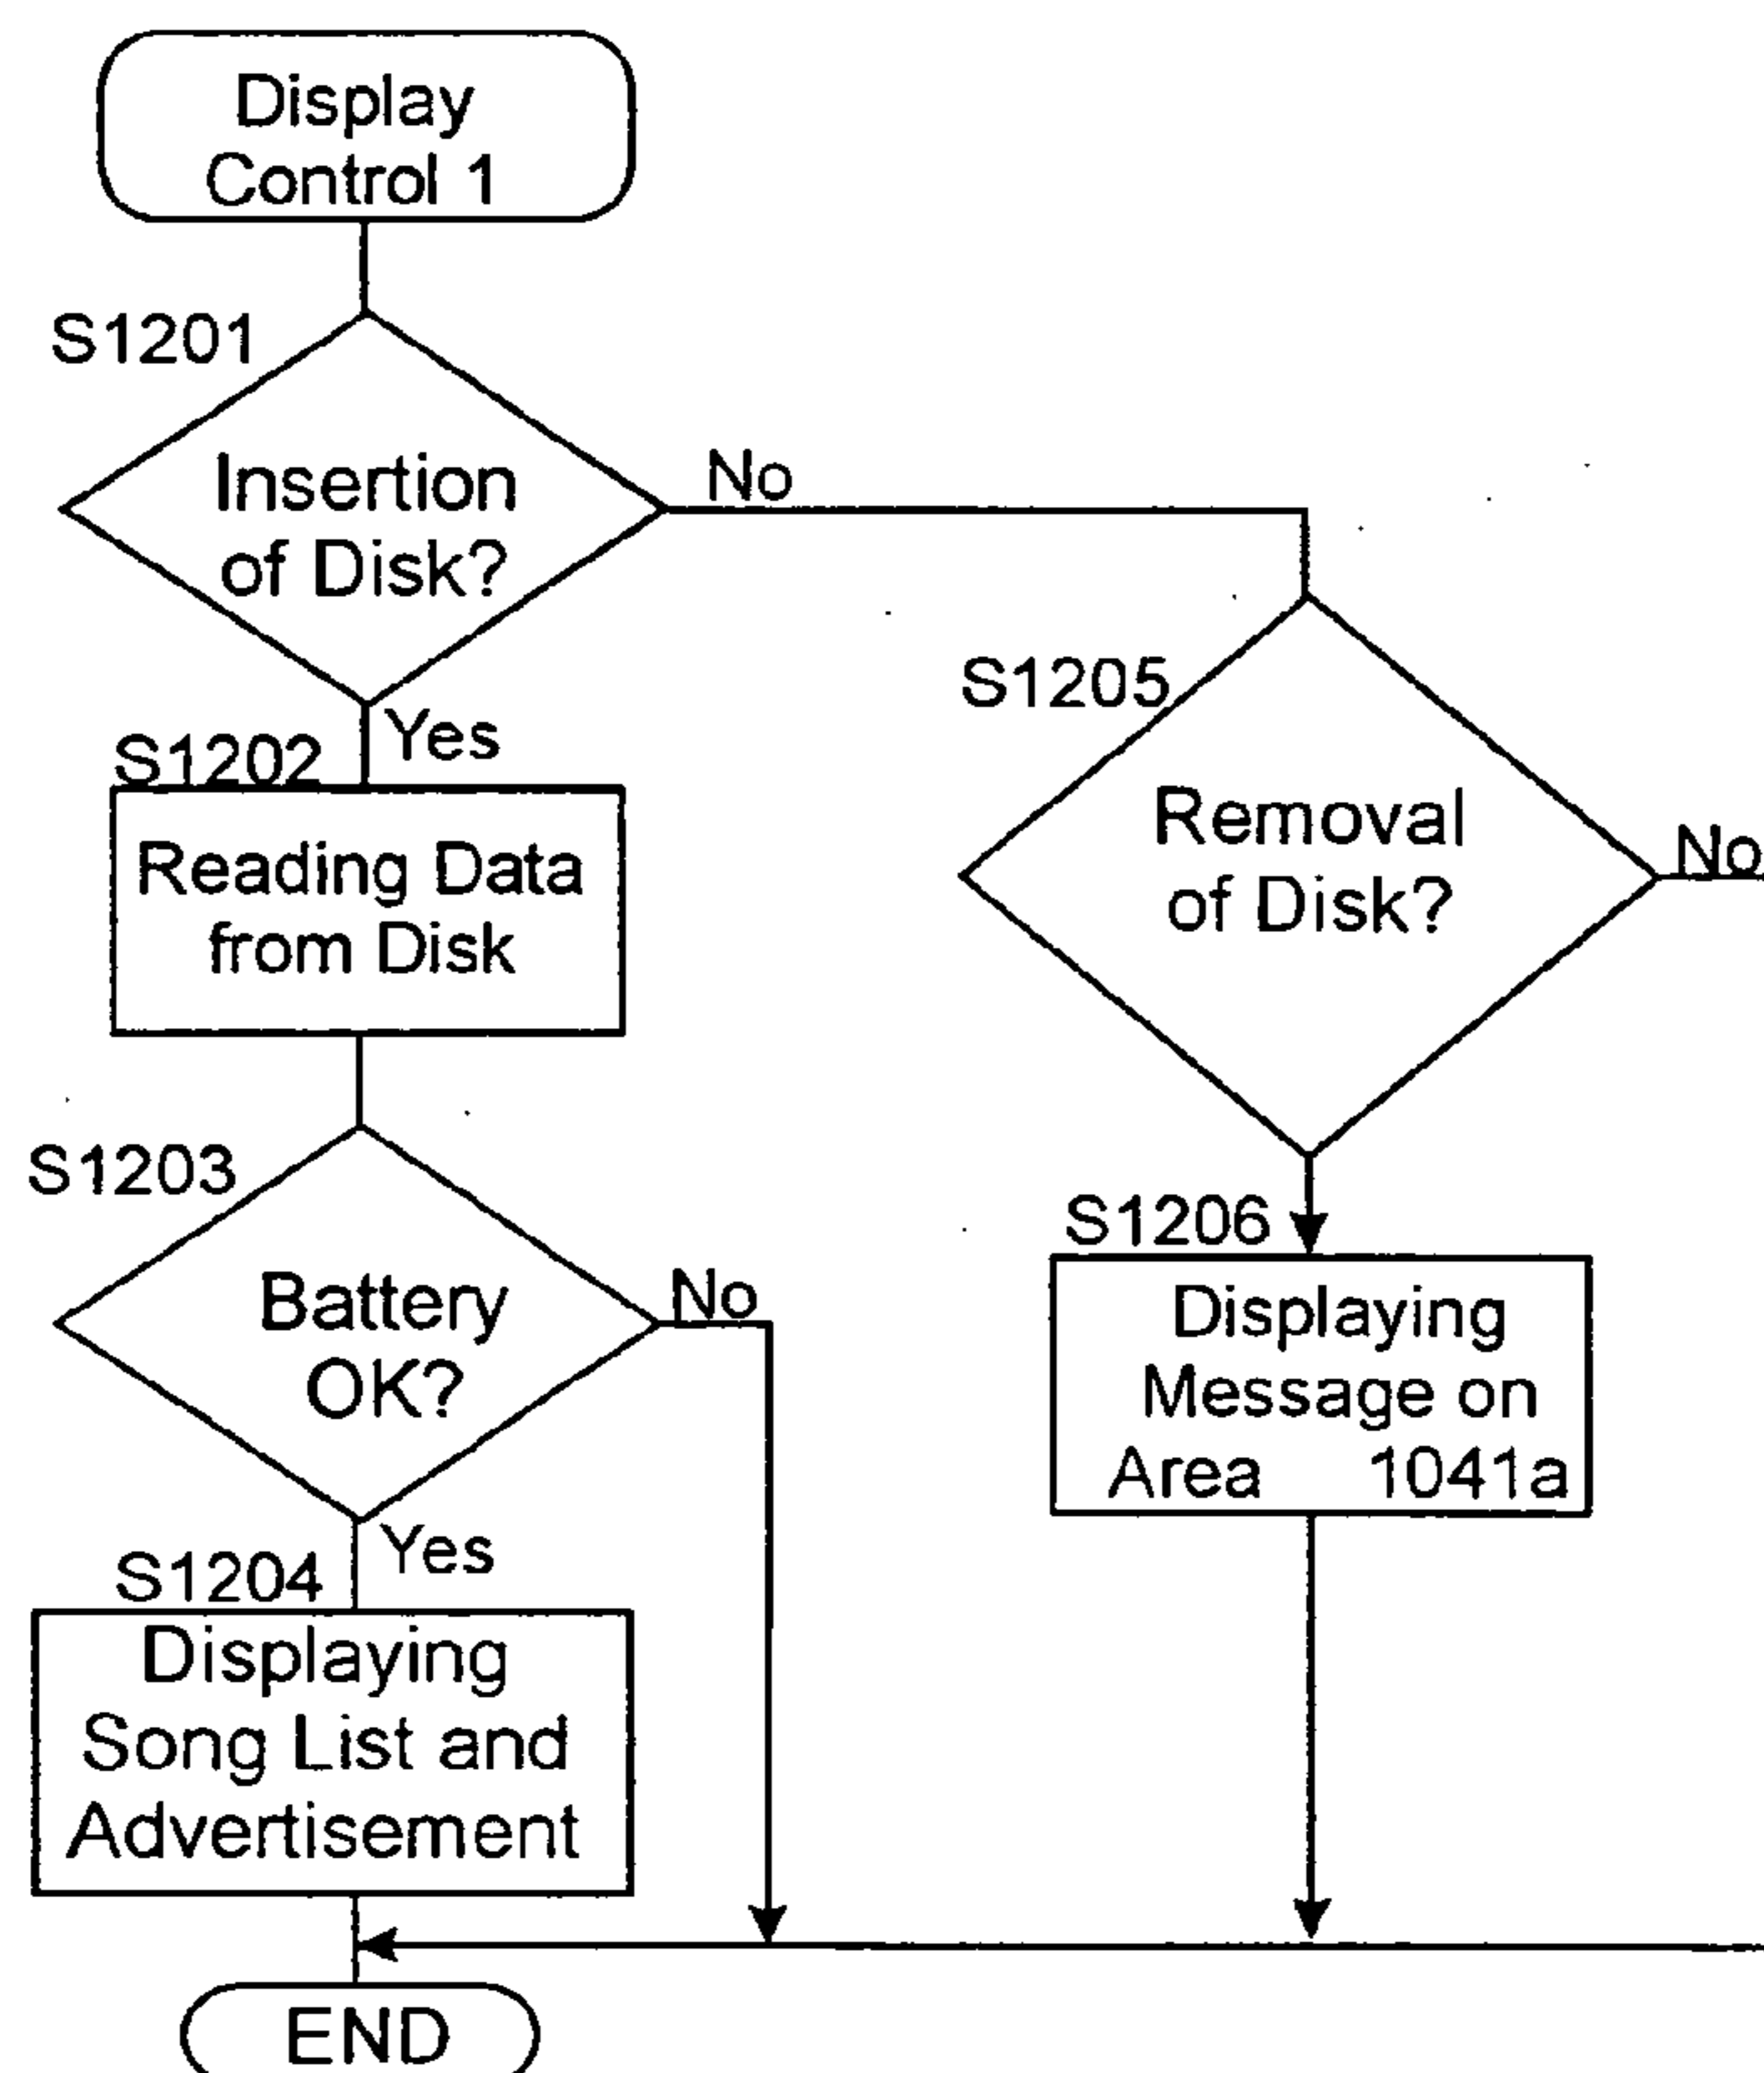 Display
Control 1
S1201
Insertion
of Disk?
No
Yes
S1202
Reading Data
from Disk
S1203
Battery
OK?
No
Yes
S1204
Displaying
Song List and
Advertisement
S1205
Removal
of Disk?
No
S1206
Displaying
Message on
Area 1041a
END